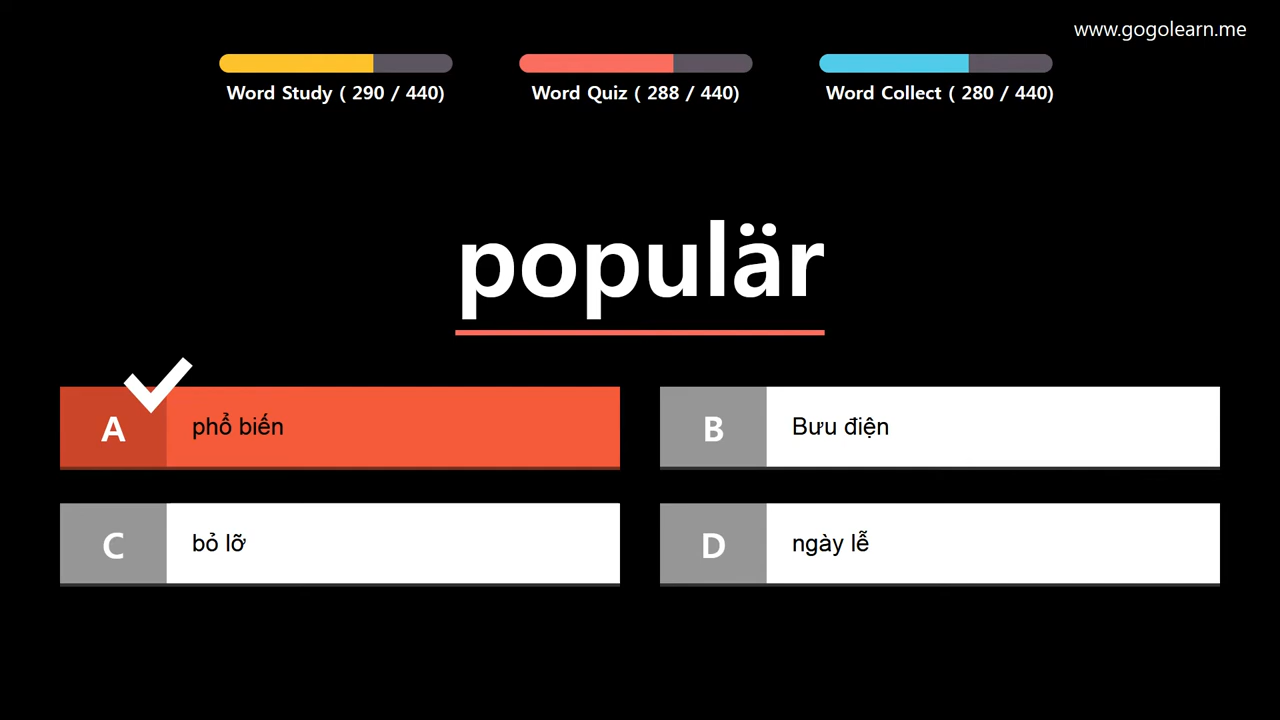 www.gogolearn.me
Word Study ( 290 / 440)
Word Quiz ( 288 / 440)
Word Collect ( 280 / 440)
populär
A phổ biến
B Bưu điện
C bỏ lỡ
D ngày lễ